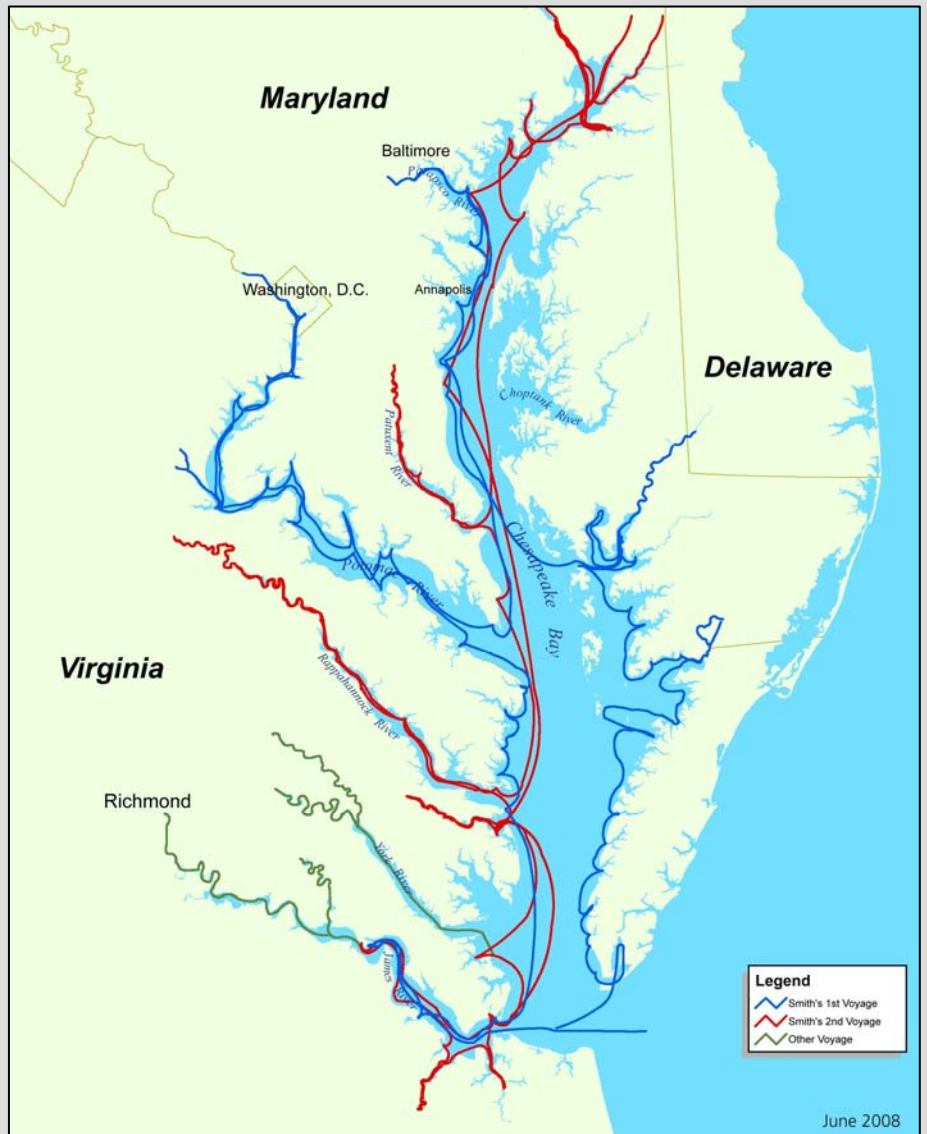 Maryland
Baltimore
Patapsco River
Washington, D.C.
Annapolis
Delaware
Choptank River
Patuxent River
Chesapeake Bay
Potomac River
Virginia
Rappahannock River
Richmond
York River
James River
Legend
Smith's 1st Voyage
Smith's 2nd Voyage
Other Voyage
June 2008